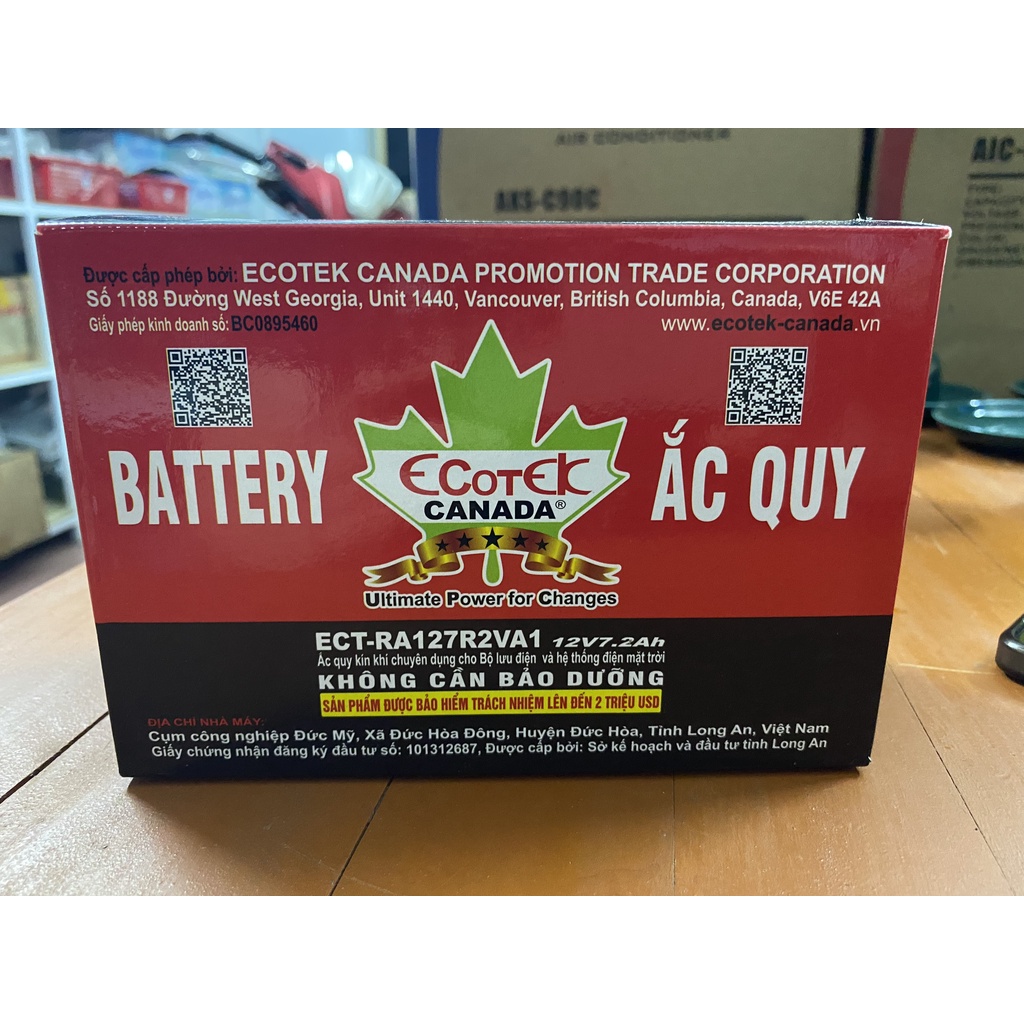 AIR CONDITIONER
AKS-C90C
AIC-
Được cấp phép bởi: ECOTEK CANADA PROMOTION TRADE CORPORATION
Số 1188 Đường West Georgia, Unit 1440, Vancouver, British Columbia, Canada, V6E 42A
Giấy phép kinh doanh số: BC0895460
www.ecotek-canada.vn
BATTERY
ECOTEK
CANADA®
ẮC QUY
Ultimate Power for Changes
ECT-RA127R2VA1 12V7.2Ah
Ắc quy kín khí chuyên dụng cho Bộ lưu điện và hệ thống điện mặt trời
KHÔNG CẦN BẢO DƯỠNG
SẢN PHẨM ĐƯỢC BẢO HIỂM TRÁCH NHIỆM LÊN ĐẾN 2 TRIỆU USD
ĐỊA CHỈ NHÀ MÁY:
Cụm công nghiệp Đức Mỹ, Xã Đức Hòa Đông, Huyện Đức Hòa, Tỉnh Long An, Việt Nam
Giấy chứng nhận đăng ký đầu tư số: 101312687, Được cấp bởi: Sở kế hoạch và đầu tư tỉnh Long An